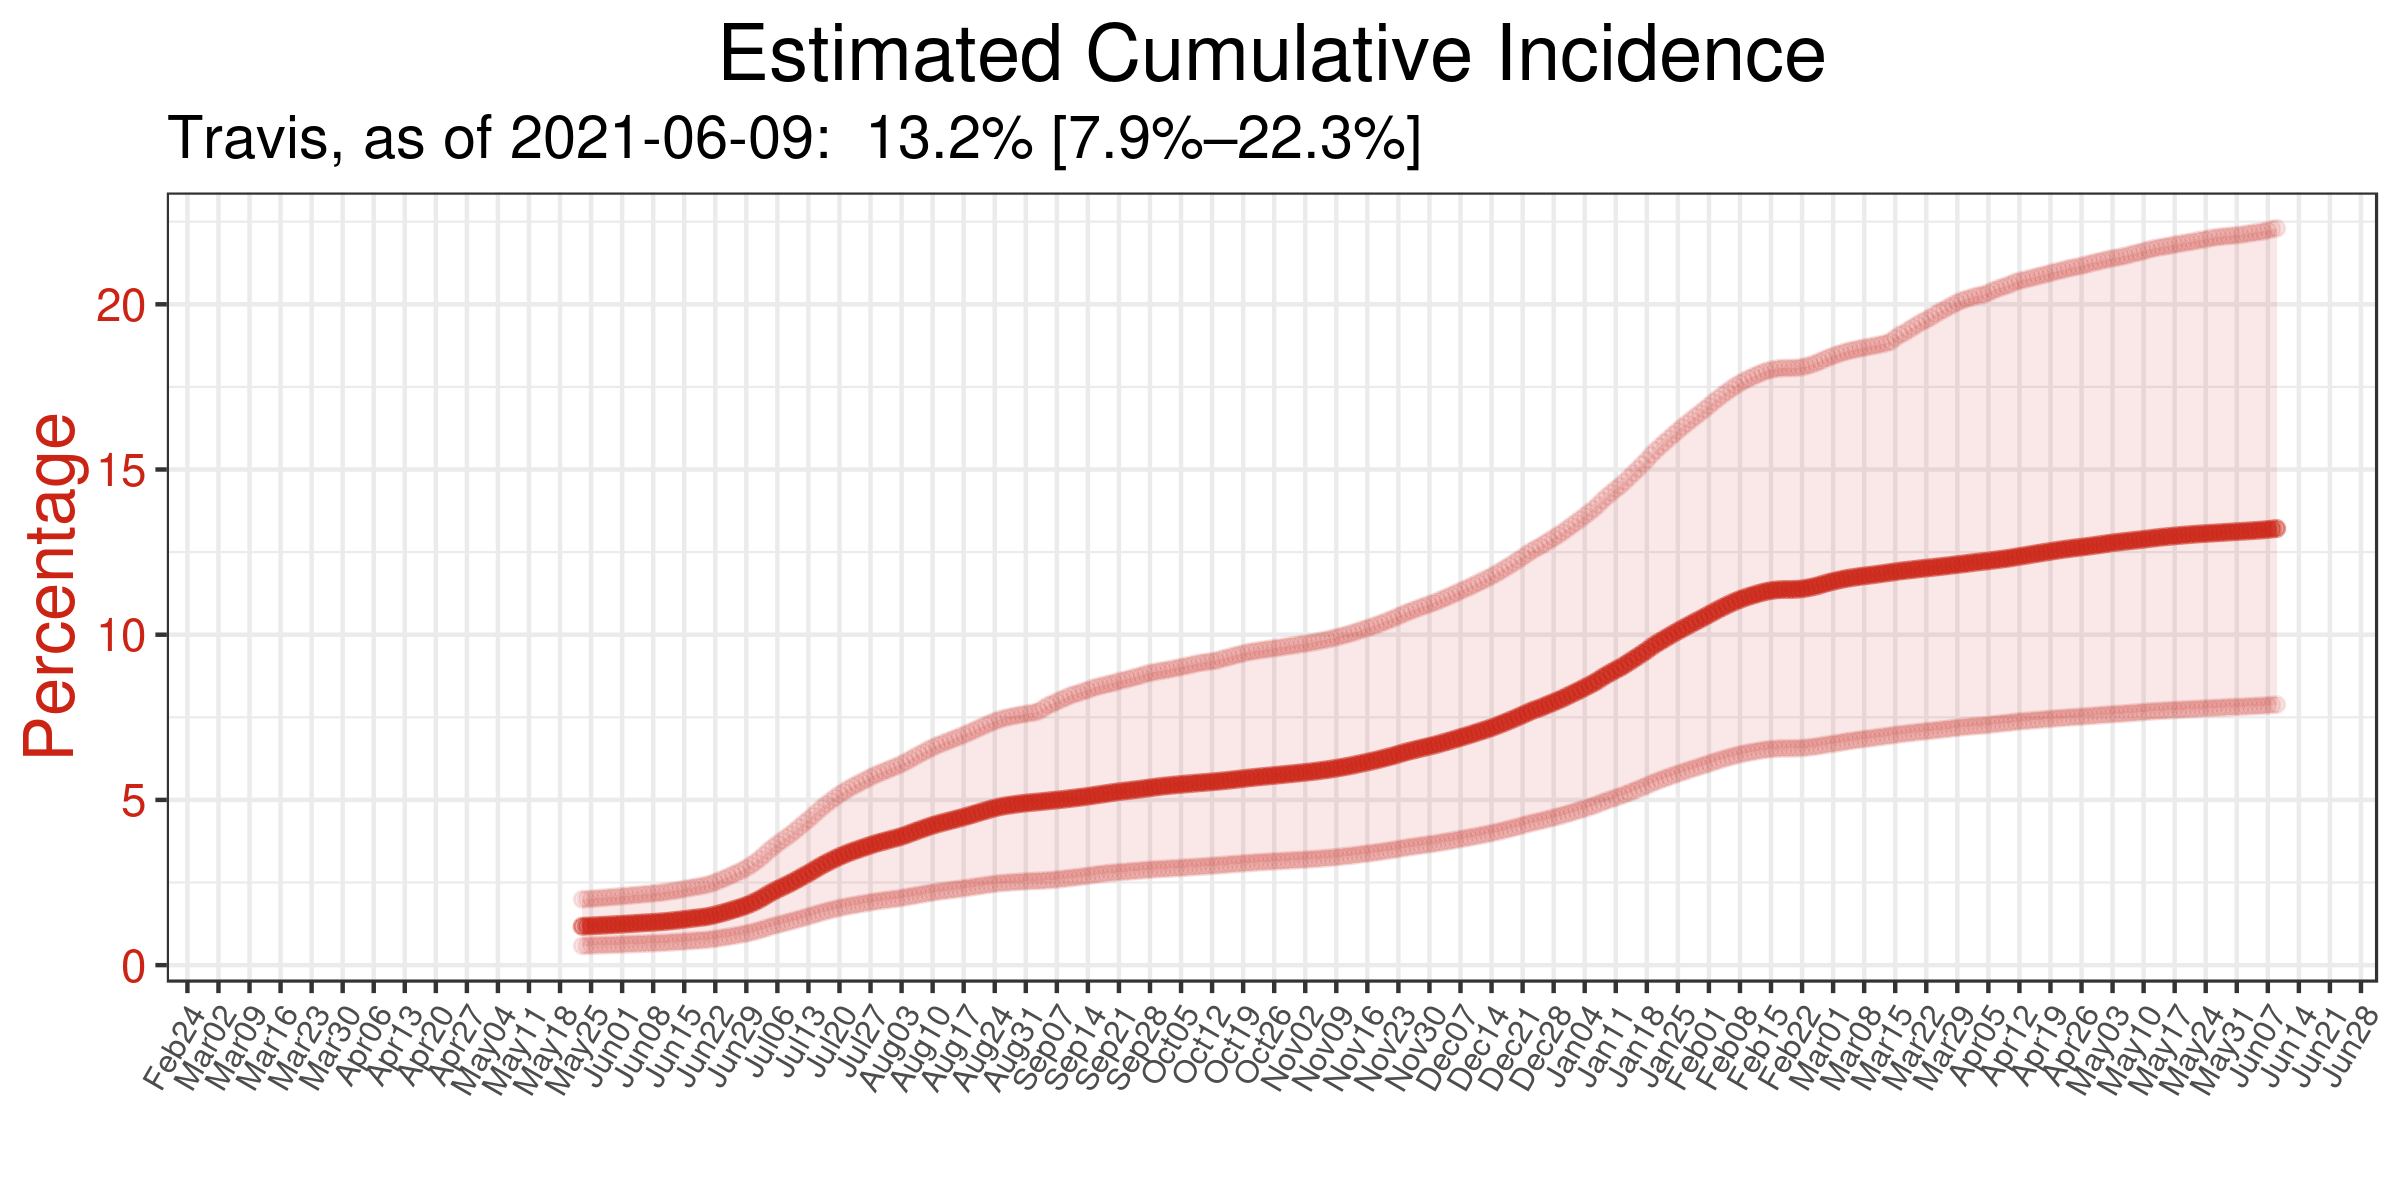 Estimated Cumulative Incidence
Travis, as of 2021-06-09:  13.2% [7.9%–22.3%]
Percentage
20
15
10
5
0
Feb24
Mar02
Mar09
Mar16
Mar23
Mar30
Apr06
Apr13
Apr20
Apr27
May04
May11
May18
May25
Jun01
Jun08
Jun15
Jun22
Jun29
Jul06
Jul13
Jul20
Jul27
Aug03
Aug10
Aug17
Aug24
Aug31
Sep07
Sep14
Sep21
Sep28
Oct05
Oct12
Oct19
Oct26
Nov02
Nov09
Nov16
Nov23
Nov30
Dec07
Dec14
Dec21
Dec28
Jan04
Jan11
Jan18
Jan25
Feb01
Feb08
Feb15
Feb22
Mar01
Mar08
Mar15
Mar22
Mar29
Apr05
Apr12
Apr19
Apr26
May03
May10
May17
May24
May31
Jun07
Jun14
Jun21
Jun28